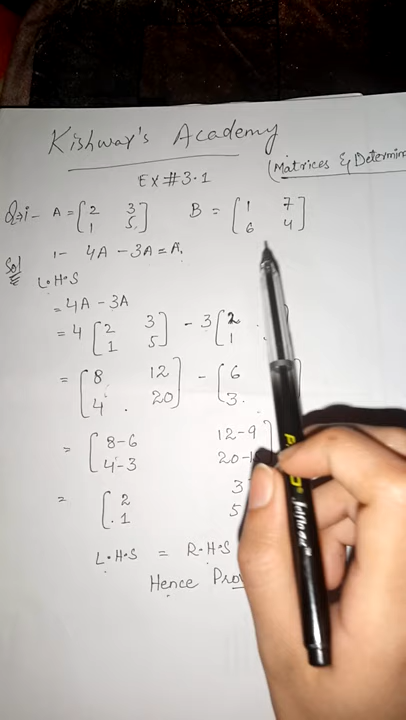 Kishwar's Academy
(Matrices & Determin
EX #3.1
Q#1- A = [2 3 B = [1 7
1 5] 6 4]
1- 4A - 3A = A.
Sol
L.H.S
= 4A - 3A
= 4 [2 3 - 3 [2
1 5] 1
= [8 12 - [6
4 20] 3.
= [8-6 12-9
4-3 20-1
= [2 3
1 5
L.H.S = R.H.S
Hence Pro